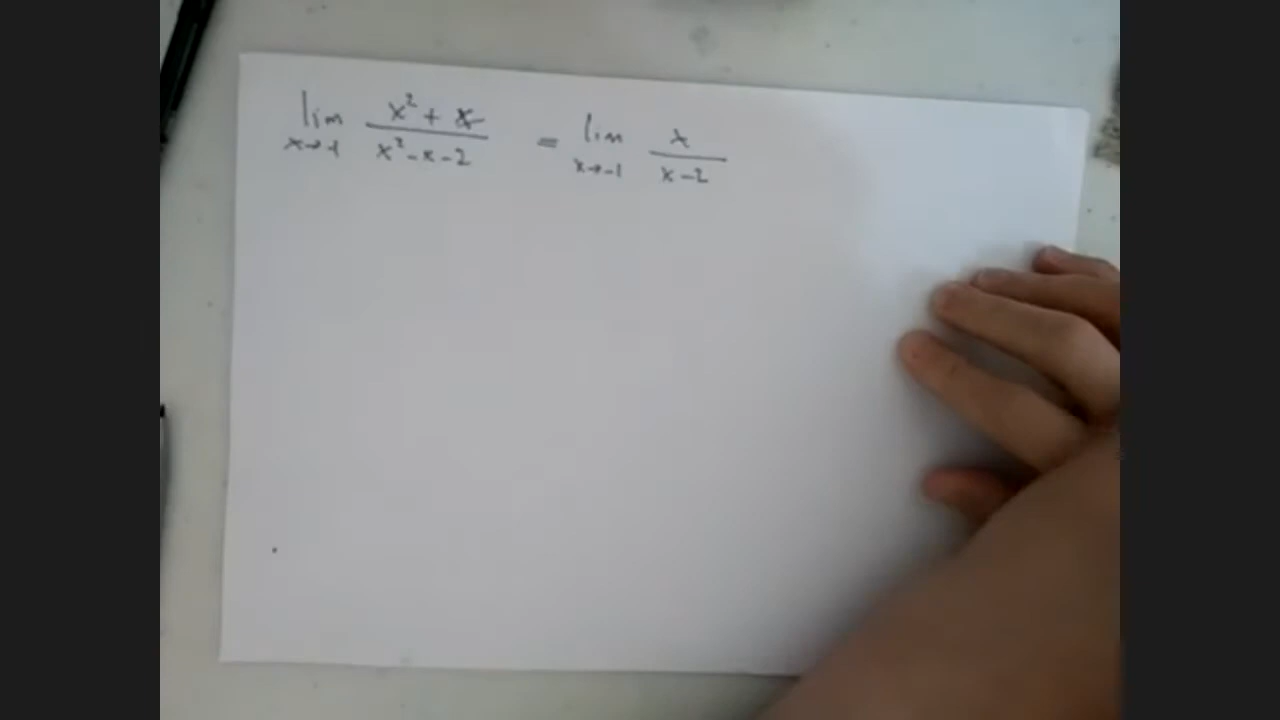 lim x→-1 (x² + x)/(x² - x - 2) = lim x→-1 x/(x - 2)